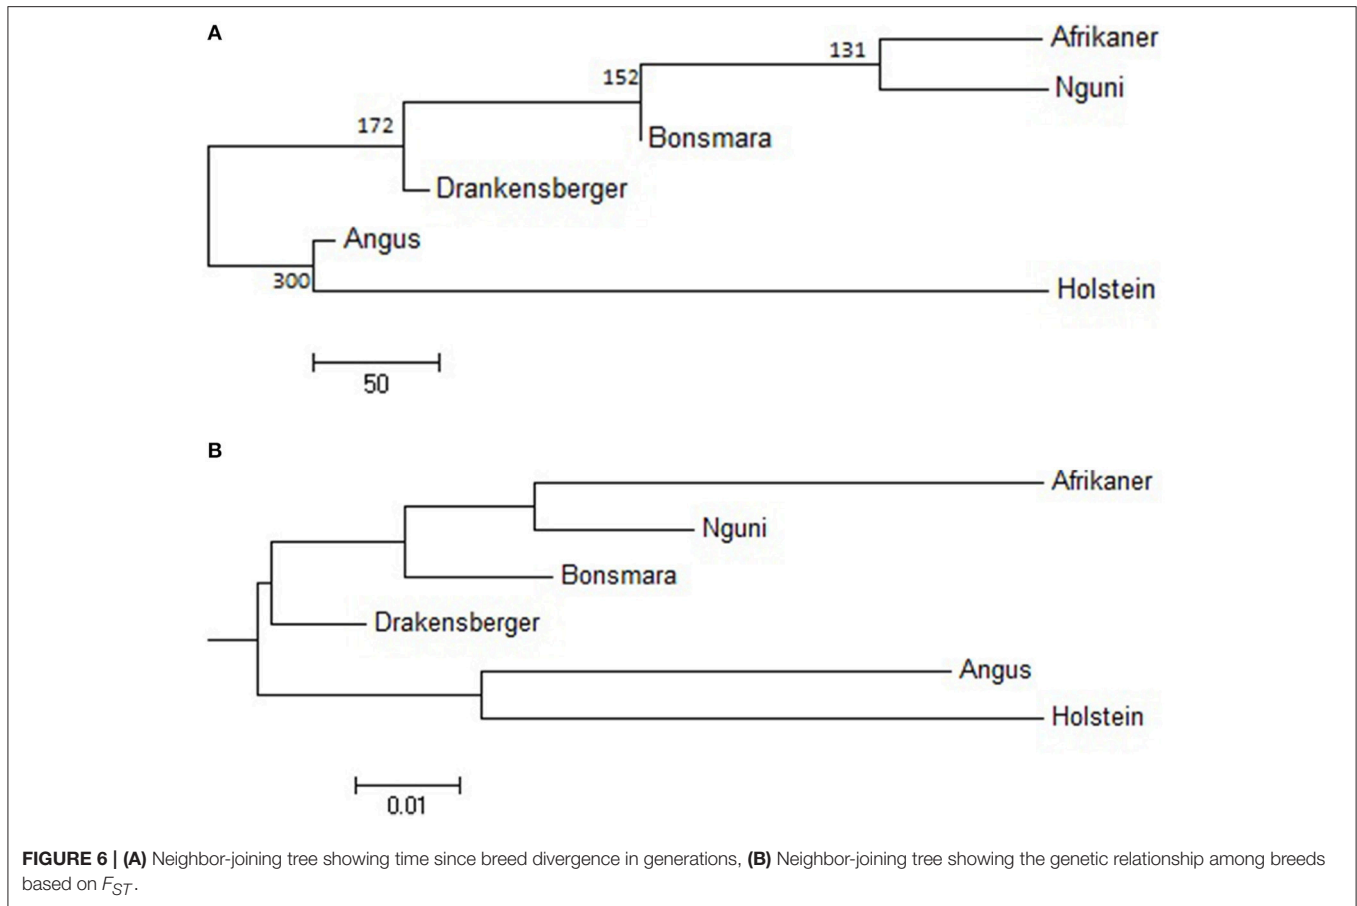 A
Afrikaner
131
Nguni
152
Bonsmara
172
Drankensberger
Angus
300
Holstein
50
B
Afrikaner
Nguni
Bonsmara
Drakensberger
Angus
Holstein
0.01
FIGURE 6 | (A) Neighbor-joining tree showing time since breed divergence in generations, (B) Neighbor-joining tree showing the genetic relationship among breeds
based on FST.